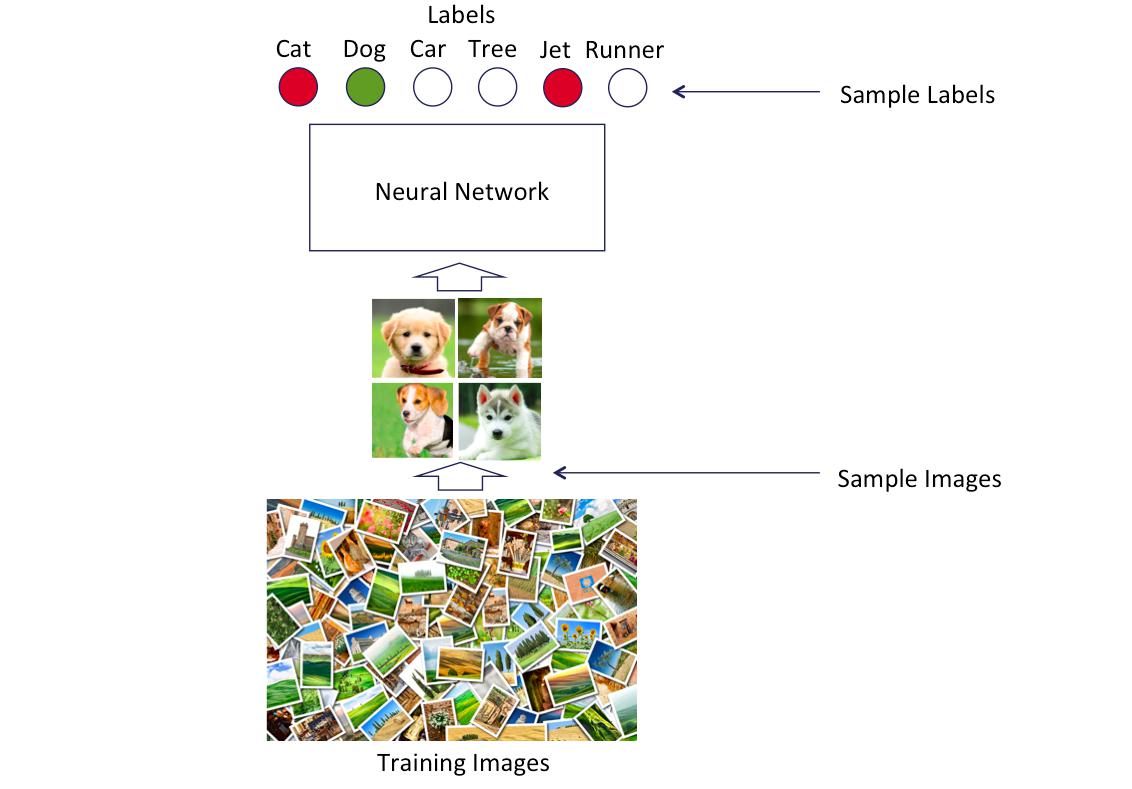 Labels
Cat Dog Car Tree Jet Runner
Sample Labels
Neural Network
Sample Images
Training Images